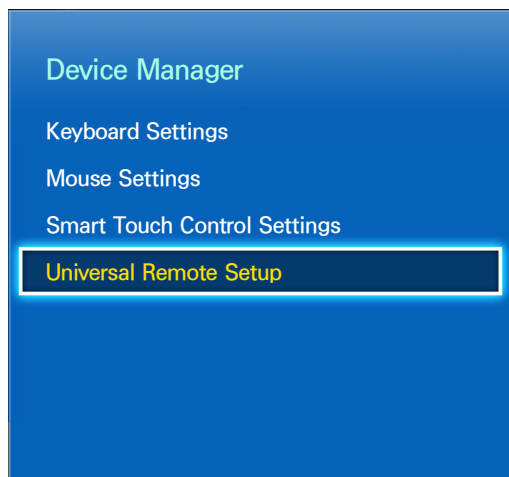 Device Manager
Keyboard Settings
Mouse Settings
Smart Touch Control Settings
Universal Remote Setup